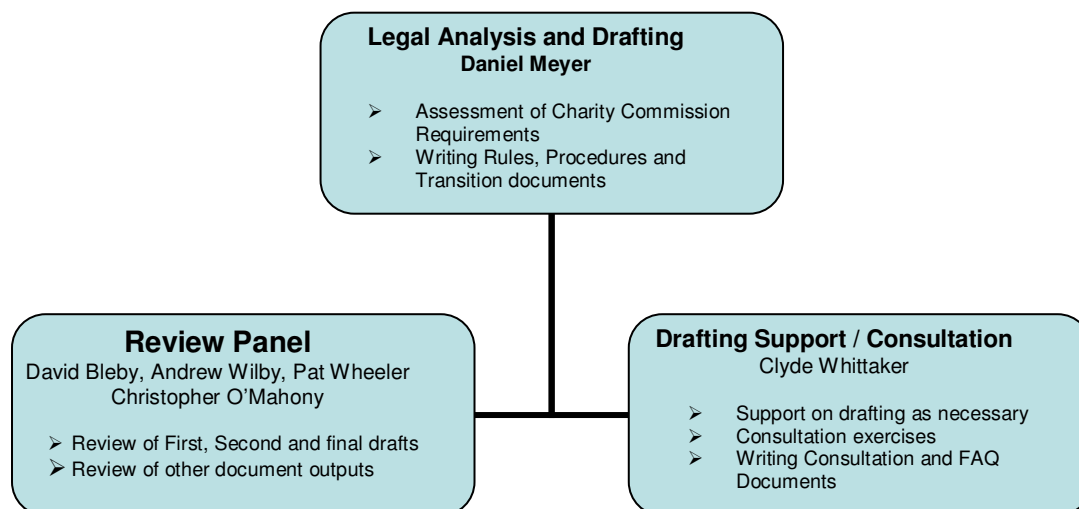 Legal Analysis and Drafting
Daniel Meyer
➢ Assessment of Charity Commission
Requirements
➢ Writing Rules, Procedures and
Transition documents
Review Panel
David Bleby, Andrew Wilby, Pat Wheeler
Christopher O’Mahony
➢ Review of First, Second and final drafts
➢ Review of other document outputs
Drafting Support / Consultation
Clyde Whittaker
➢ Support on drafting as necessary
➢ Consultation exercises
➢ Writing Consultation and FAQ
Documents